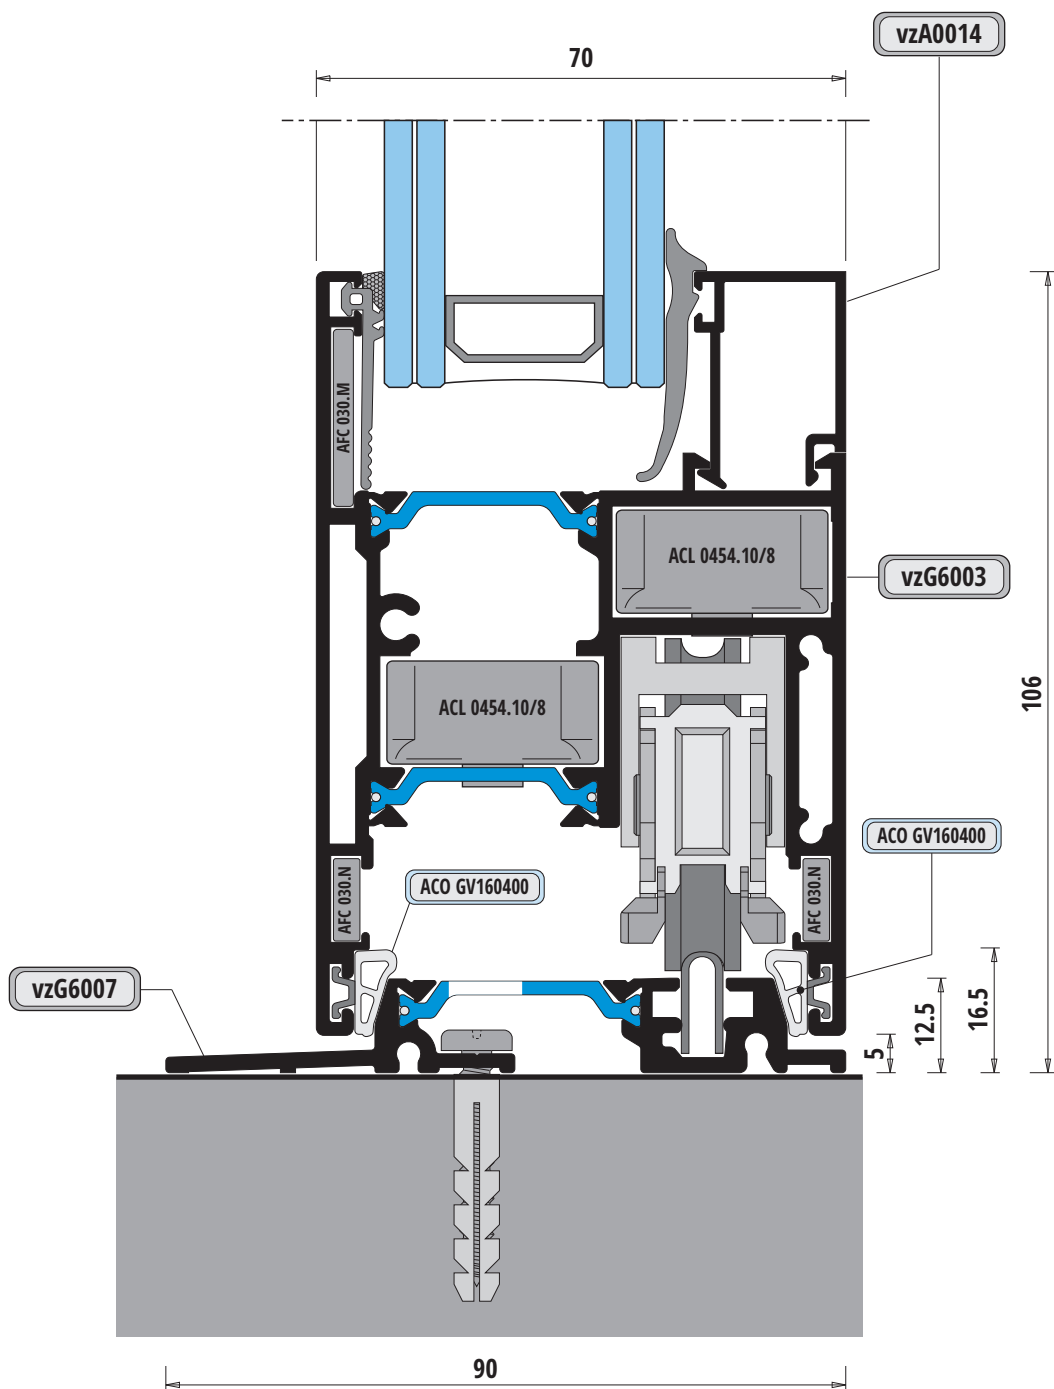 vzA0014
70
AFC 030.M
ACL 0454.10/8
vzG6003
106
ACL 0454.10/8
ACO GV160400
AFC 030.N
ACO GV160400
AFC 030.N
vzG6007
5
12.5
16.5
90